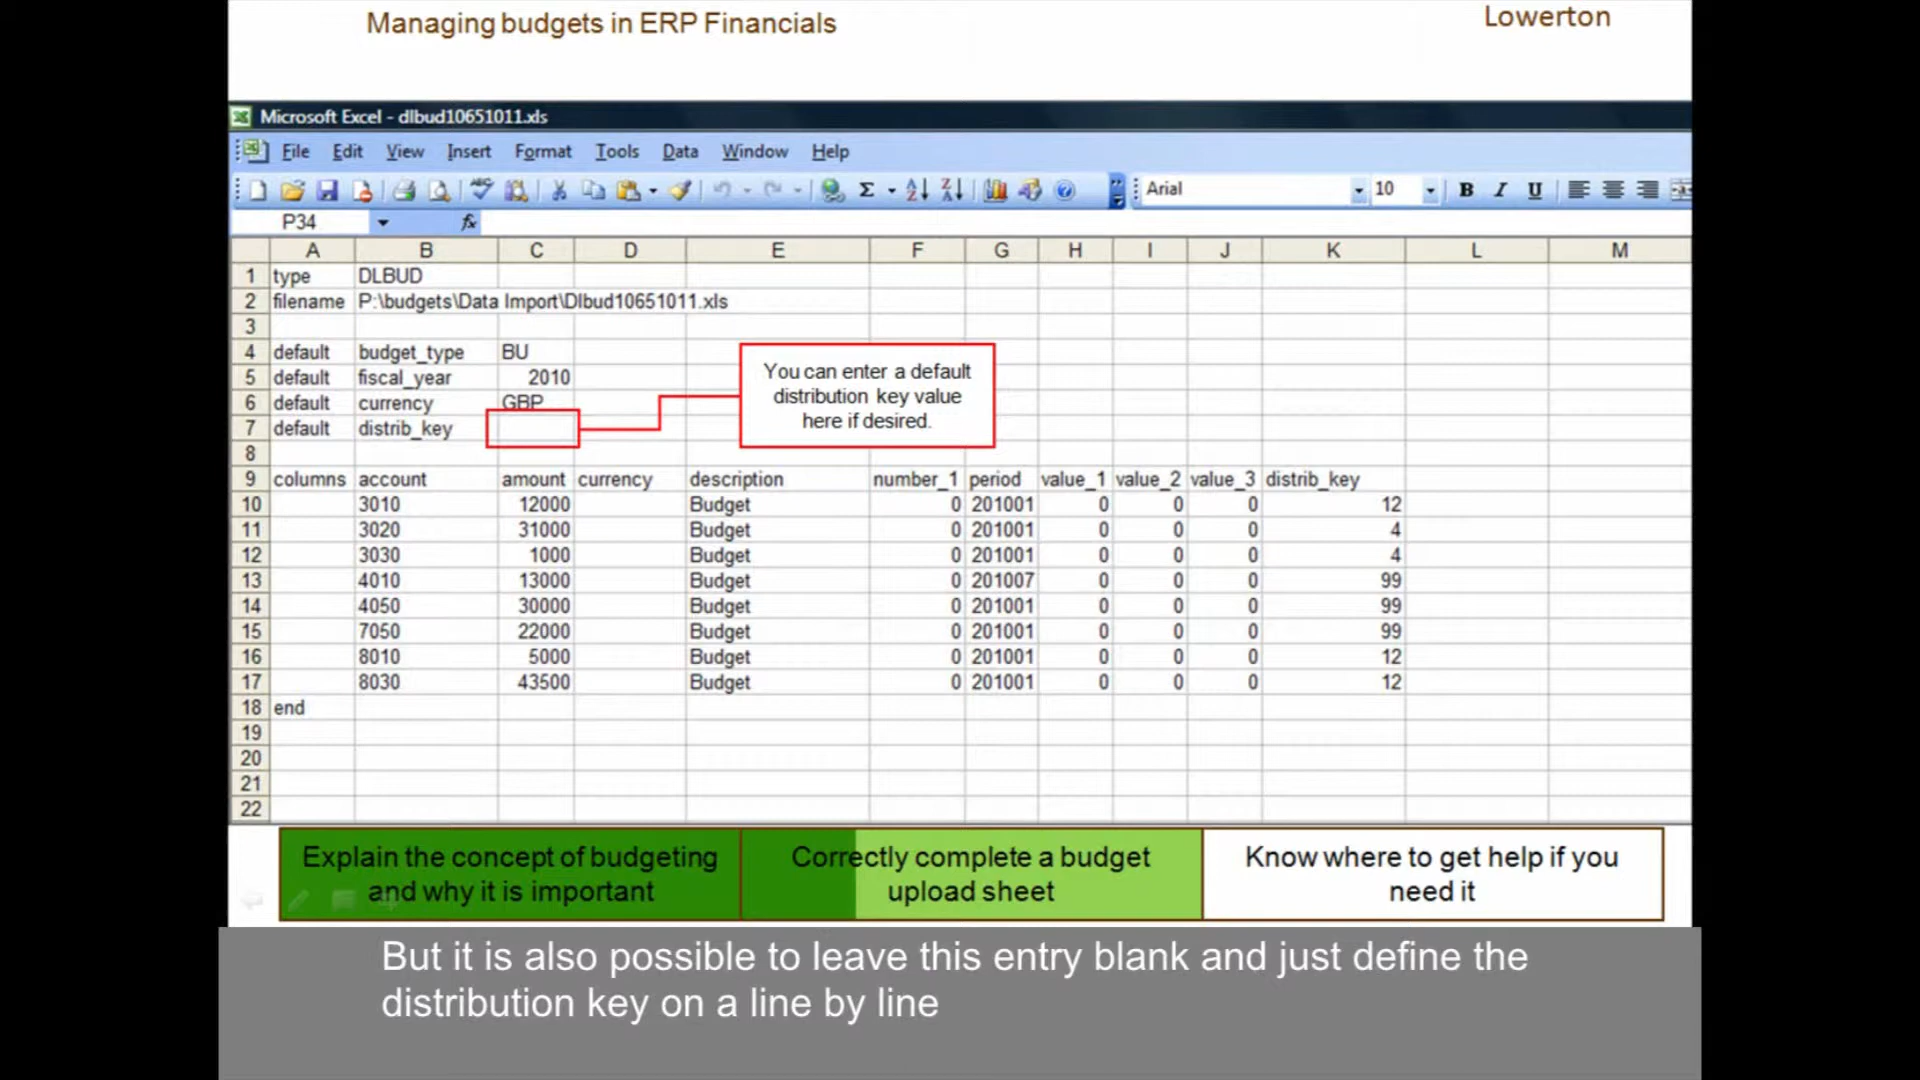 Managing budgets in ERP Financials
Lowerton
Microsoft Excel - dlbud10651011.xls
File Edit View Insert Format Tools Data Window Help
Arial 10 B I U
P34 fx
A B C D E F G H I J K L M
1 type DLBUD
2 filename P:\budgets\Data Import\Dlbud10651011.xls
3
4 default budget_type BU
5 default fiscal_year 2010
6 default currency GBP
7 default distrib_key
You can enter a default
distribution key value
here if desired.
8
9 columns account amount currency description number_1 period value_1 value_2 value_3 distrib_key
10 3010 12000 Budget 0 201001 0 0 0 12
11 3020 31000 Budget 0 201001 0 0 0 4
12 3030 1000 Budget 0 201001 0 0 0 4
13 4010 13000 Budget 0 201007 0 0 0 99
14 4050 30000 Budget 0 201001 0 0 0 99
15 7050 22000 Budget 0 201001 0 0 0 99
16 8010 5000 Budget 0 201001 0 0 0 12
17 8030 43500 Budget 0 201001 0 0 0 12
18 end
19
20
21
22
Explain the concept of budgeting
and why it is important
Correctly complete a budget
upload sheet
Know where to get help if you
need it
But it is also possible to leave this entry blank and just define the
distribution key on a line by line